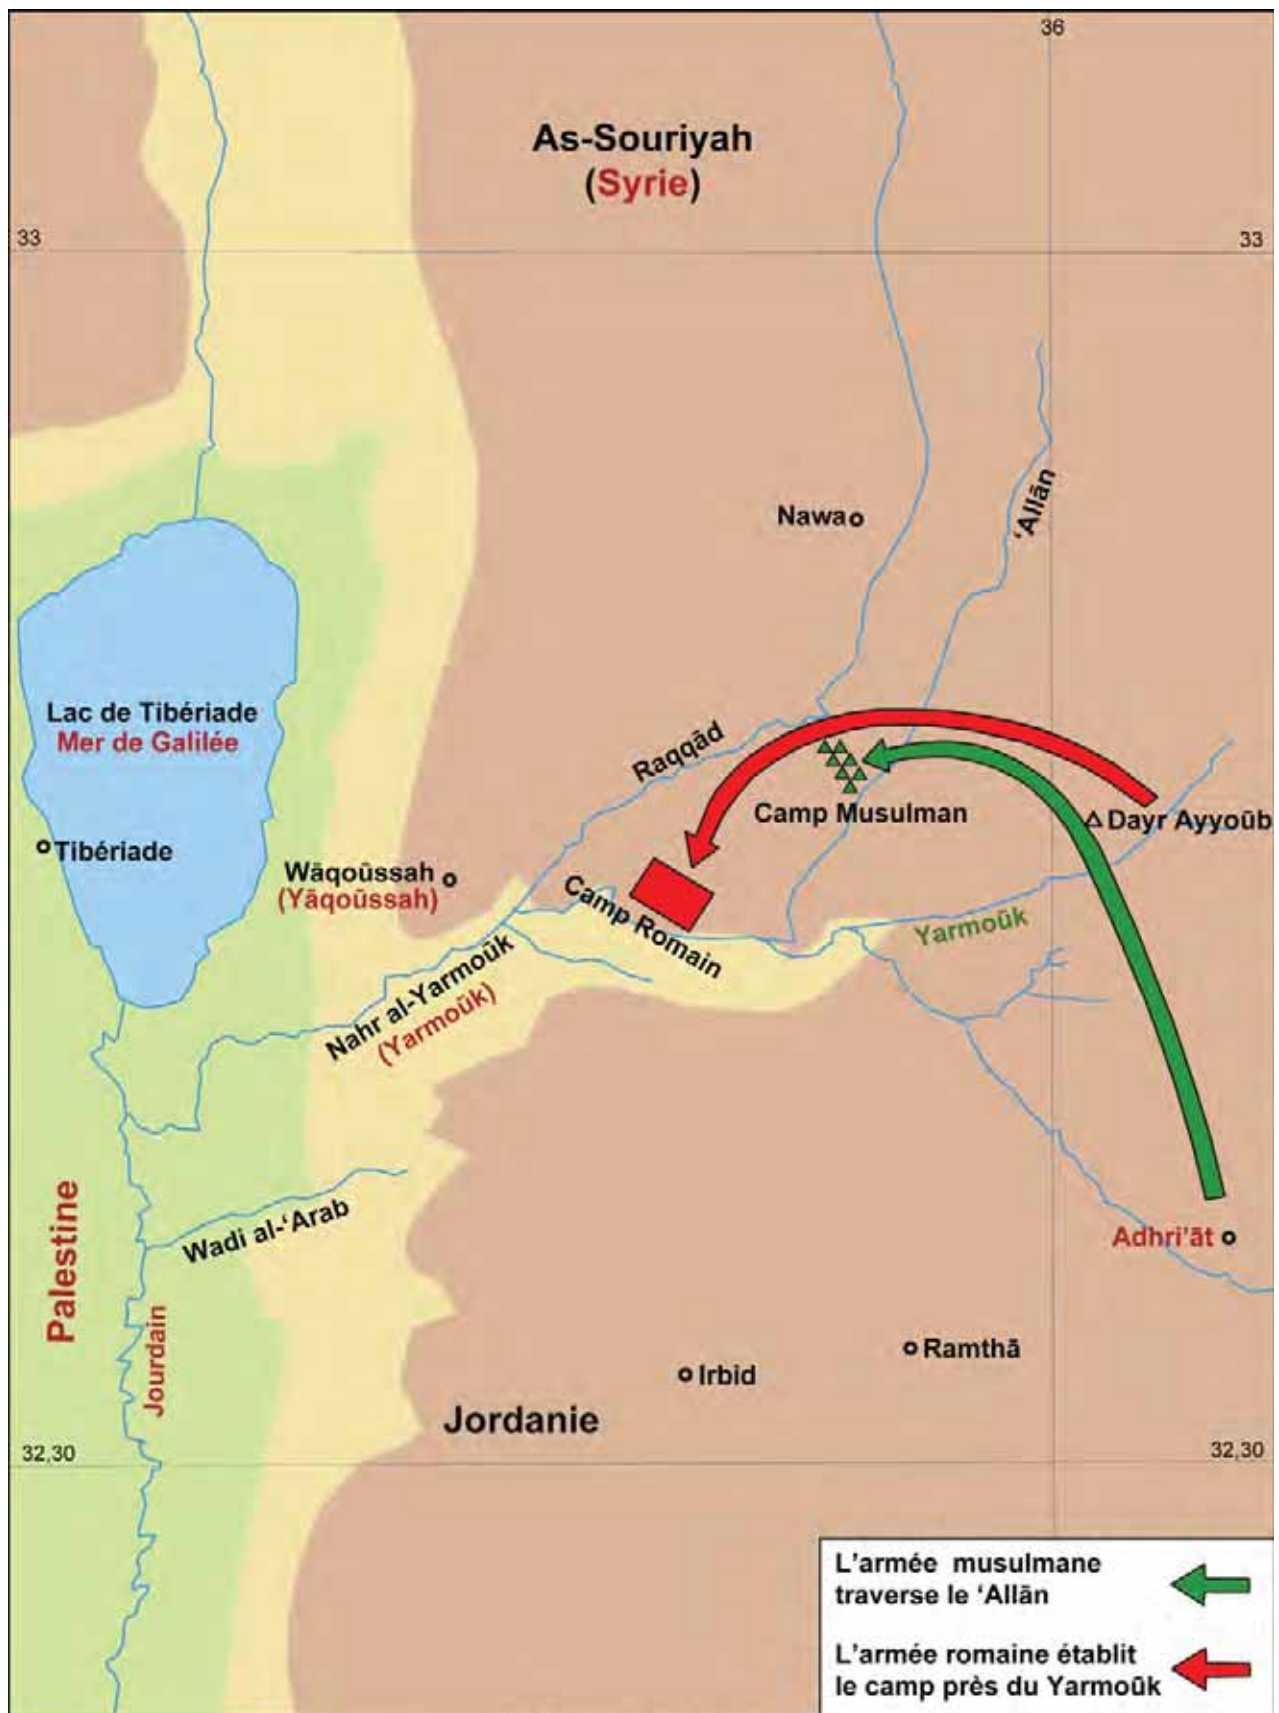 36
As-Souriyah
(Syrie)
33
33
Nawa
‘Allān
Lac de Tibériade
Mer de Galilée
Raqqād
Camp Musulman
Dayr Ayyoūb
Tibériade
Wāqoūssah
(Yāqoūssah)
Camp Romain
Yarmoūk
Nahr al-Yarmoūk
(Yarmoūk)
Palestine
Wadi al-‘Arab
Adhri’āt
Jourdain
Ramthā
Irbid
Jordanie
32,30
32,30
L’armée musulmane
traverse le ‘Allān
L’armée romaine établit
le camp près du Yarmoūk